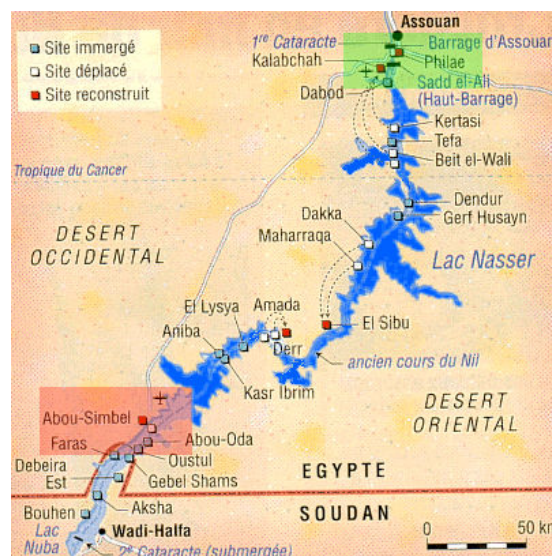 Site immergé
Site déplacé
Site reconstruit
Assouan
1re Cataracte
Barrage d'Assouan
Kalabchah
Philae
Sadd el-Ali
(Haut-Barrage)
Dabod
Kertasi
Tefa
Beit el-Wali
Tropique du Cancer
Dendur
Gerf Husayn
Dakka
Maharraqa
DESERT
OCCIDENTAL
Lac Nasser
El Lysya
Amada
El Sibu
Aniba
Derr
ancien cours du Nil
Kasr Ibrim
DESERT
ORIENTAL
Abou-Simbel
Abou-Oda
Faras
Oustul
Debeira
Est
Gebel Shams
EGYPTE
Aksha
SOUDAN
Bouhen
Lac
Nuba
Wadi-Halfa
2e Cataracte (submergée)
0
50 km